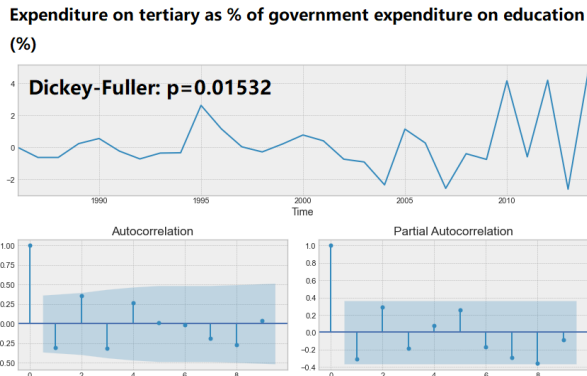 Expenditure on tertiary as % of government expenditure on education
(%)
Dickey-Fuller: p=0.01532
4
2
0
−2
1990 1995 2000 2005 2010
Time
Autocorrelation
1.00
0.75
0.50
0.25
0.00
0.25
0.50
0 2 4 6 8
Partial Autocorrelation
1.0
0.8
0.6
0.4
0.2
0.0
−0.2
−0.4
0 2 4 6 8